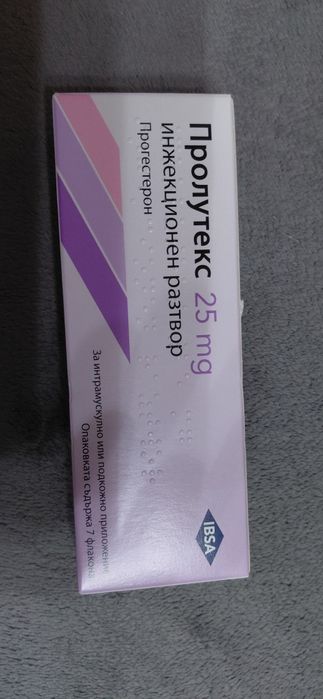 Пролутекс 25 mg
инжекционен разтвор
Прогестерон
За интрамускулно или подкожно приложение
Опаковката съдържа 7 флакона
IBSA